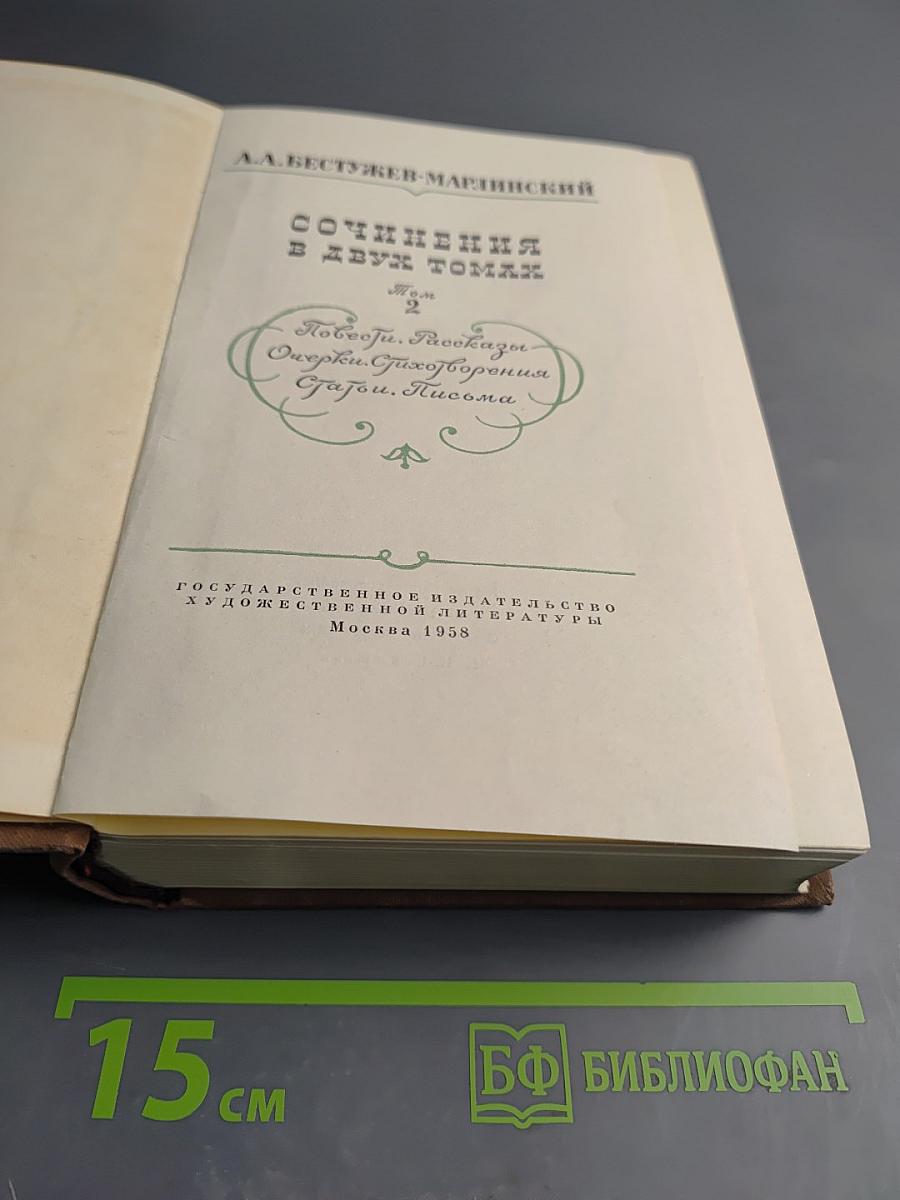 А.А.БЕСТУЖЕВ-МАРЛИНСКИЙ
СОЧИНЕНИЯ
В ДВУХ ТОМАХ
Том
2
Повести. Рассказы
Очерки. Стихотворения
Статьи. Письма
ГОСУДАРСТВЕННОЕ ИЗДАТЕЛЬСТВО
ХУДОЖЕСТВЕННОЙ ЛИТЕРАТУРЫ
Москва 1958
15 см
БФ БИБЛИОФАН